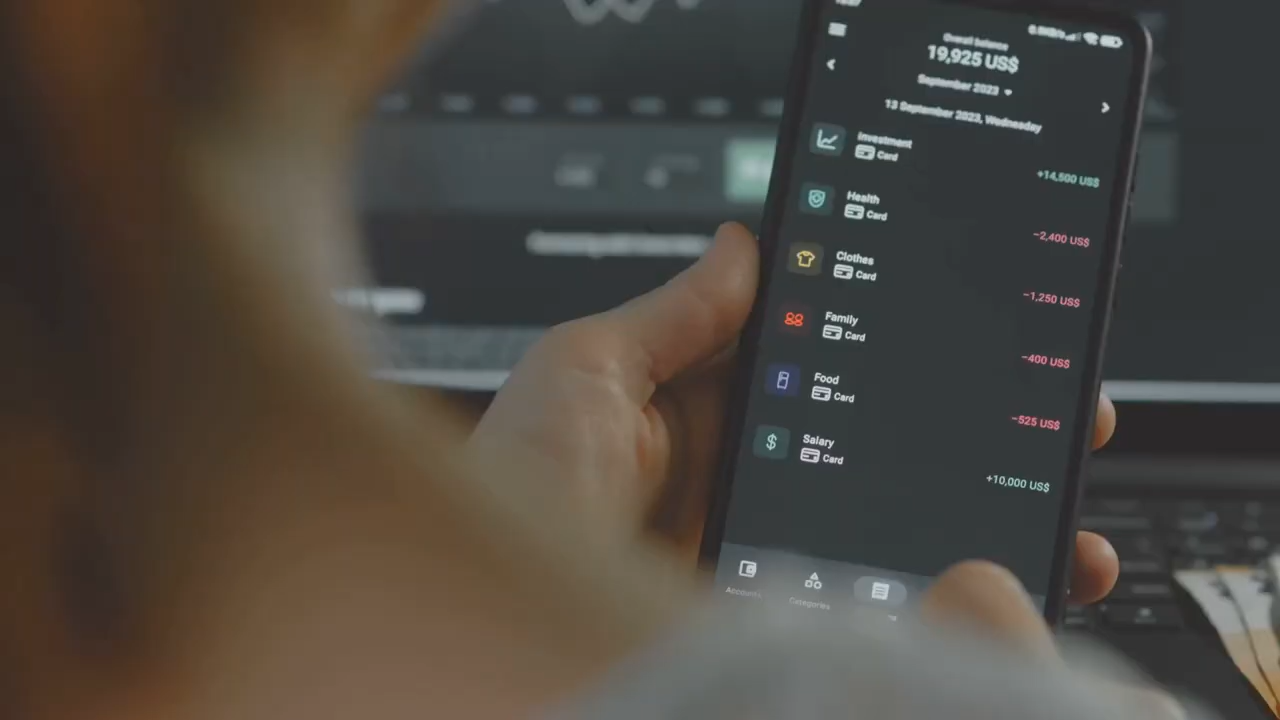 Overall balance
19,925 US$
September 2023
13 September 2023, Wednesday
Investment
Card
+14,500 US$
Health
Card
−2,400 US$
Clothes
Card
−1,250 US$
Family
Card
−400 US$
Food
Card
−525 US$
Salary
Card
+10,000 US$
Accounts
Categories